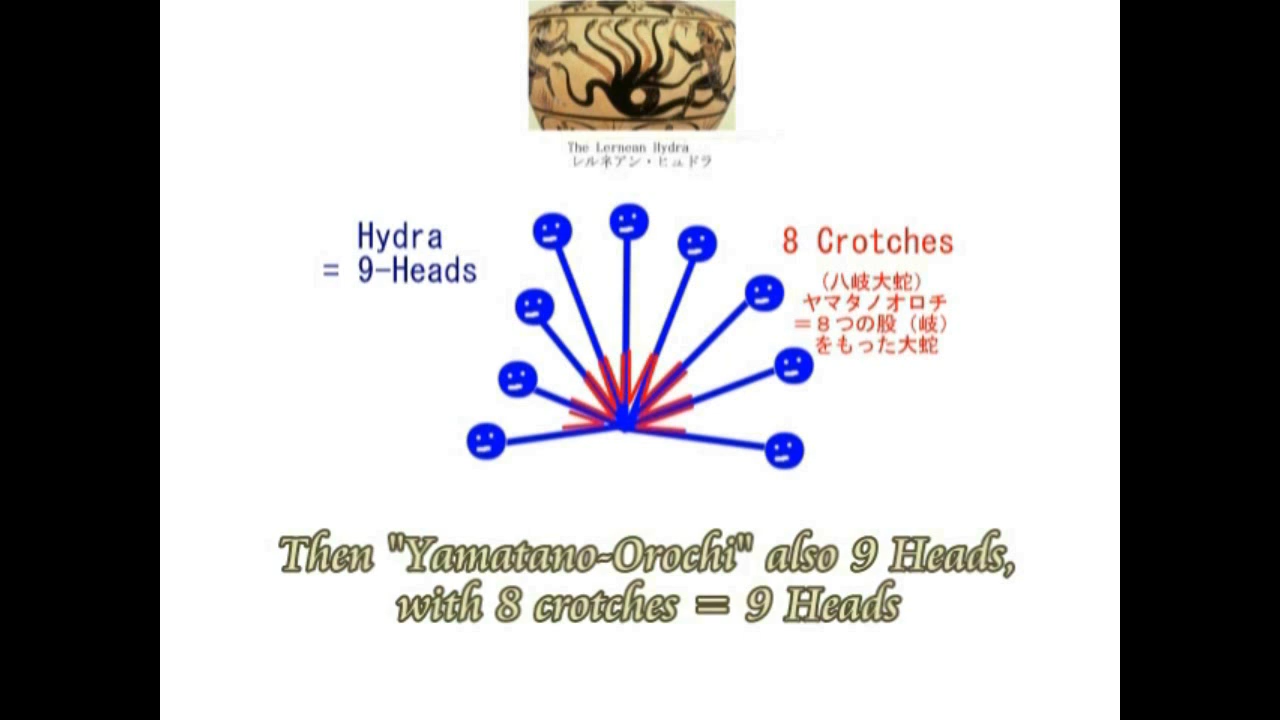 The Lernean Hydra
レルネアン・ヒュドラ
Hydra
= 9-Heads
8 Crotches
(八岐大蛇)
ヤマタノオロチ
=8つの股(岐)
をもった大蛇
Then "Yamatano-Orochi" also 9 Heads,
with 8 crotches = 9 Heads